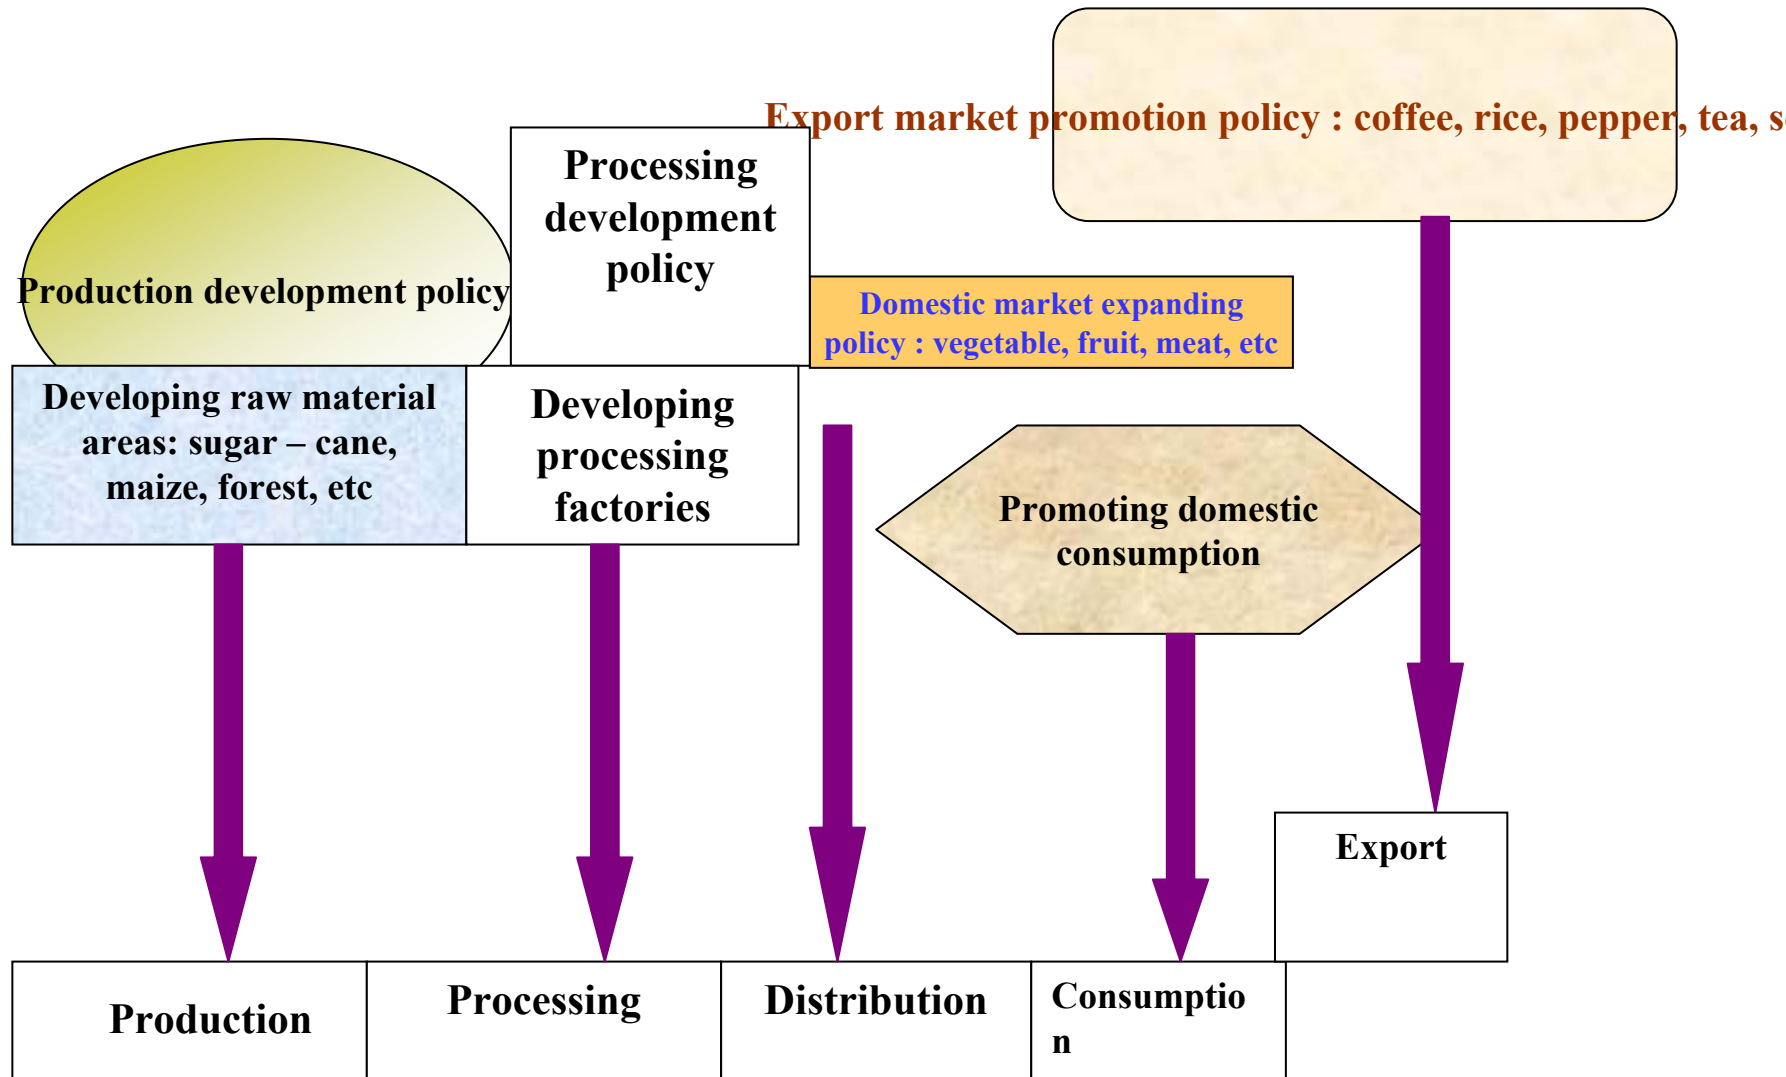 Export market promotion policy : coffee, rice, pepper, tea,
Processing
development
policy
Production development policy
Domestic market expanding
policy : vegetable, fruit, meat, etc
Developing raw material
areas: sugar – cane,
maize, forest, etc
Developing
processing
factories
Promoting domestic
consumption
Export
Production
Processing
Distribution
Consumptio
n